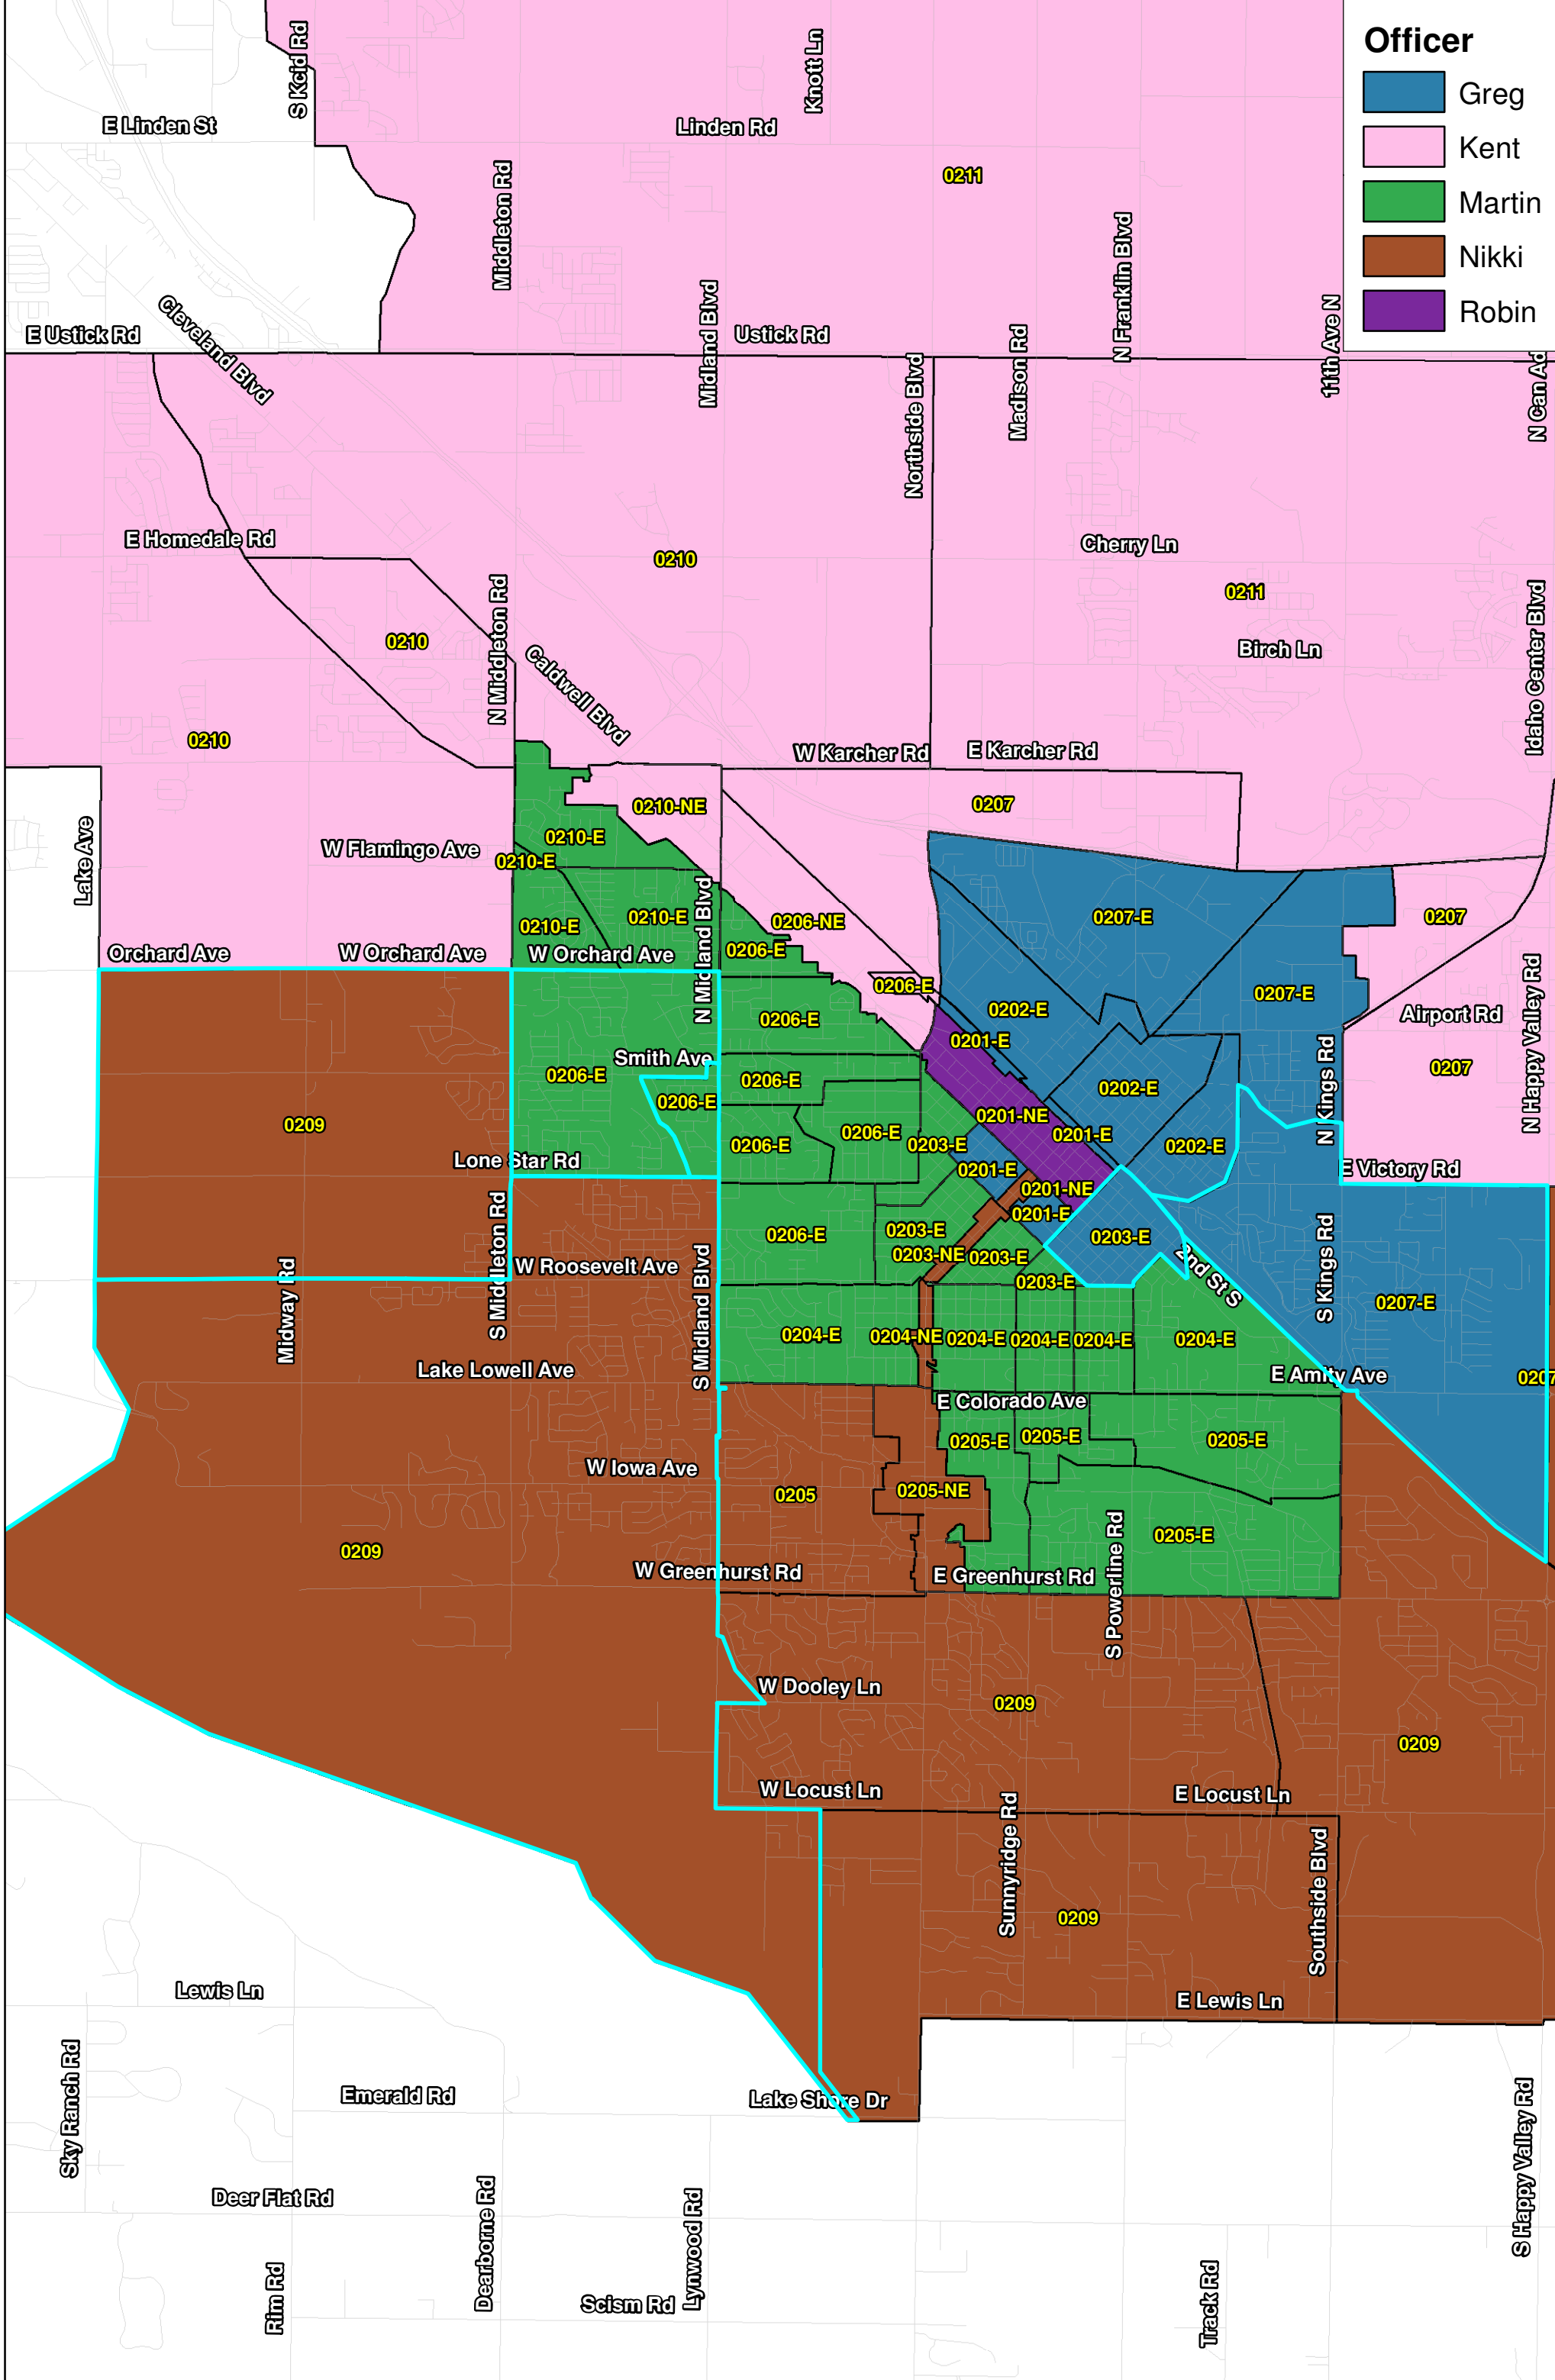 Officer
Greg
Kent
Martin
Nikki
Robin
S Kcid Rd
Knott Ln
E Linden St
Linden Rd
0211
Middleton Rd
N Franklin Blvd
Midland Blvd
11th Ave N
E Ustick Rd
Cleveland Blvd
Ustick Rd
Madison Rd
Northside Blvd
N Can Ad
E Homedale Rd
0210
Cherry Ln
0211
Idaho Center Blvd
0210
N Middleton Rd
Birch Ln
Caldwell Blvd
0210
W Karcher Rd
E Karcher Rd
0210-NE
0207
Lake Ave
W Flamingo Ave
0210-E
0210-E
0210-E
0210-E
N Midland Blvd
0206-NE
0207-E
0207
Orchard Ave
W Orchard Ave
W Orchard Ave
0206-E
0206-E
0207-E
N Happy Valley Rd
0206-E
0202-E
Airport Rd
0201-E
Smith Ave
0206-E
0206-E
0202-E
N Kings Rd
0207
0206-E
0209
0201-NE
0206-E
0206-E
0203-E
0201-E
0202-E
Lone Star Rd
0201-E
E Victory Rd
0201-NE
S Middleton Rd
0206-E
0203-E
0201-E
0203-E
S Kings Rd
Midway Rd
W Roosevelt Ave
0203-NE
0203-E
2nd St S
S Midland Blvd
0203-E
0207-E
0204-E
0204-NE
0204-E
0204-E
0204-E
0204-E
Lake Lowell Ave
E Amity Ave
0207
E Colorado Ave
0205-E
0205-E
0205-E
W Iowa Ave
0205
0205-NE
0209
S Powerline Rd
0205-E
W Greenhurst Rd
E Greenhurst Rd
W Dooley Ln
0209
0209
W Locust Ln
E Locust Ln
Sunnyridge Rd
Southside Blvd
0209
Lewis Ln
E Lewis Ln
Sky Ranch Rd
Emerald Rd
Lake Shore Dr
S Happy Valley Rd
Deer Flat Rd
Dearborne Rd
Lynwood Rd
Rim Rd
Scism Rd
Track Rd